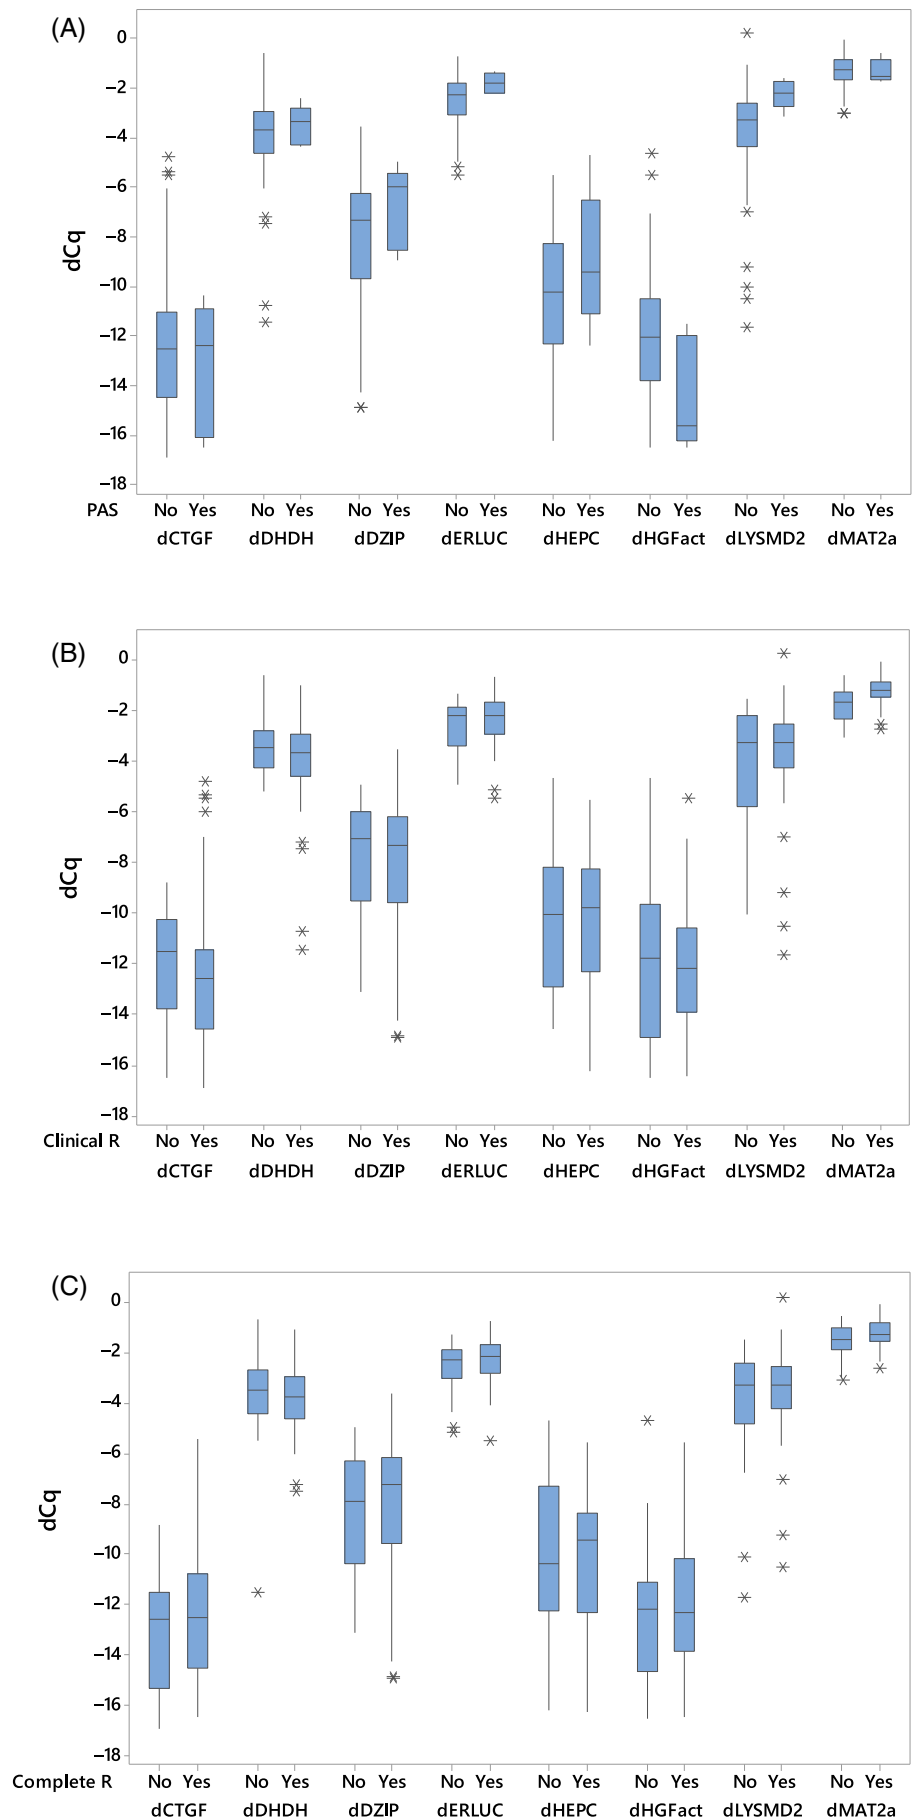 (A)
0
−2
−4
−6
−8
−10
−12
−14
−16
−18
dCq
PAS No Yes No Yes No Yes No Yes No Yes No Yes No Yes No Yes
dCTGF dDHDH dDZIP dERLUC dHEPC dHGFact dLYSMD2 dMAT2a
(B)
0
−2
−4
−6
−8
−10
−12
−14
−16
−18
dCq
Clinical R No Yes No Yes No Yes No Yes No Yes No Yes No Yes No Yes
dCTGF dDHDH dDZIP dERLUC dHEPC dHGFact dLYSMD2 dMAT2a
(C)
0
−2
−4
−6
−8
−10
−12
−14
−16
−18
dCq
Complete R No Yes No Yes No Yes No Yes No Yes No Yes No Yes No Yes
dCTGF dDHDH dDZIP dERLUC dHEPC dHGFact dLYSMD2 dMAT2a